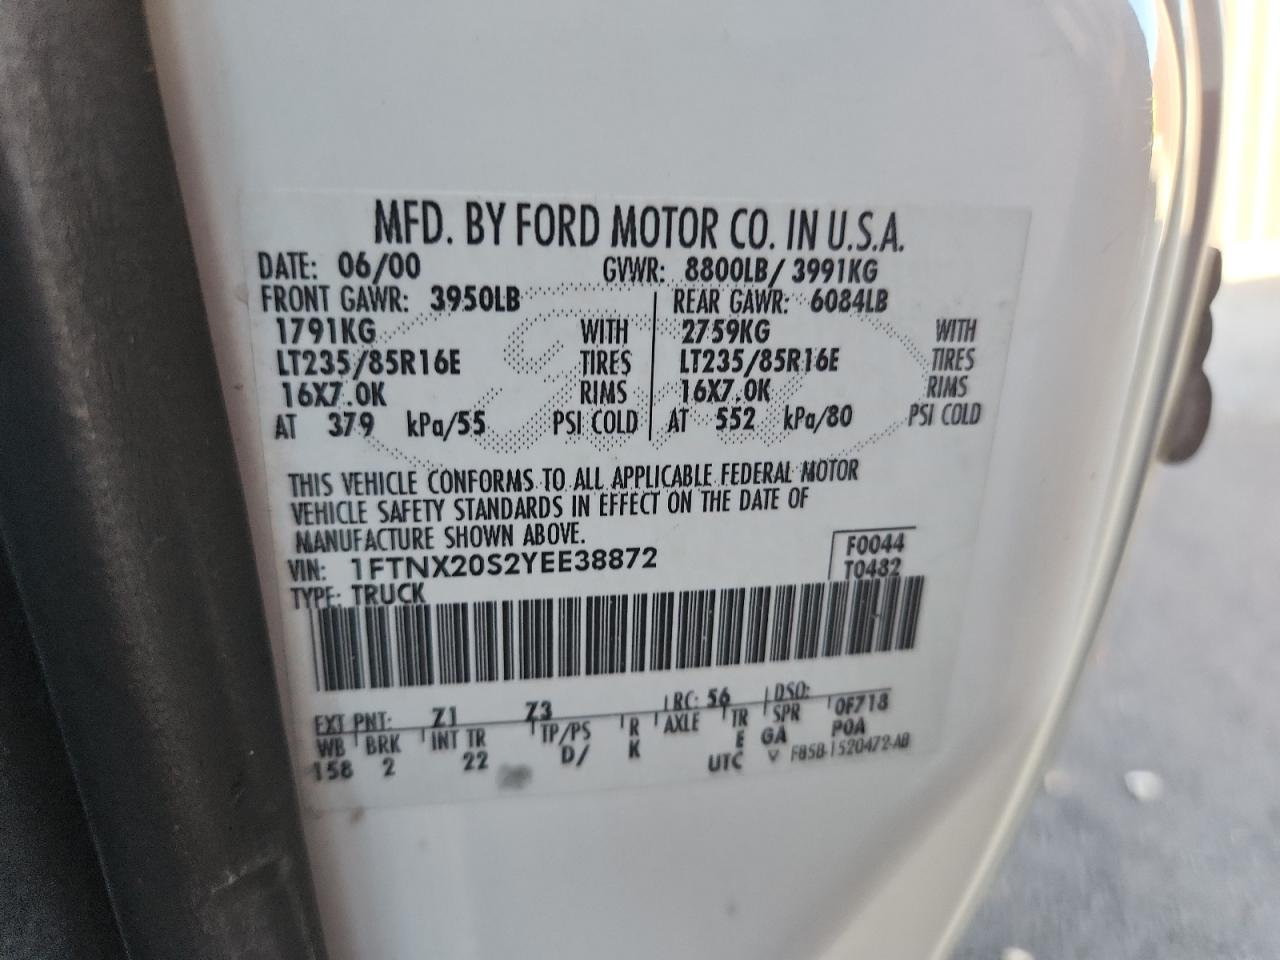 MFD. BY FORD MOTOR CO. IN U.S.A.
DATE: 06/00 GVWR: 8800LB/ 3991KG
FRONT GAWR: 3950LB REAR GAWR: 6084LB
1791KG WITH 2759KG WITH
LT235/85R16E TIRES LT235/85R16E TIRES
16X7.0K RIMS 16X7.0K RIMS
AT 379 kPa/55 PSI COLD AT 552 kPa/80 PSI COLD
THIS VEHICLE CONFORMS TO ALL APPLICABLE FEDERAL MOTOR
VEHICLE SAFETY STANDARDS IN EFFECT ON THE DATE OF
MANUFACTURE SHOWN ABOVE.
VIN: 1FTNX20S2YEE38872 F0044
TYPE: TRUCK T0482
EXT PNT: Z1 Z3 RC: 56 DSO:
WB BRK INT TR TP/PS R AXLE TR SPR 0F718
158 2 22 D/ K E GA P0A
UTC F85B-1520472-AB